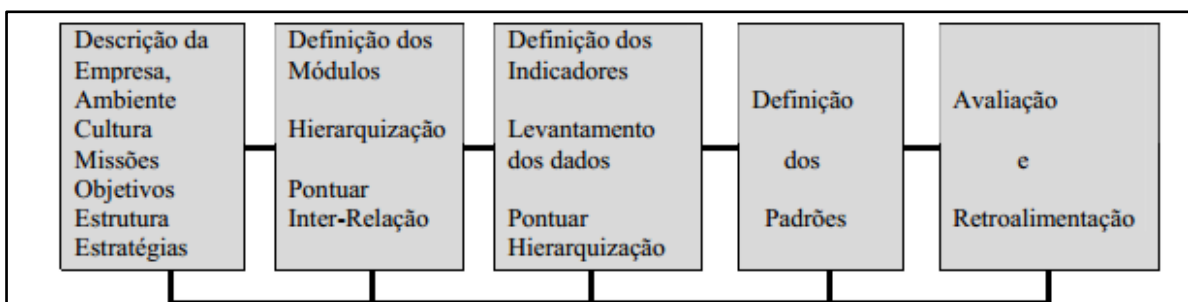 Descrição da
Empresa,
Ambiente
Cultura
Missões
Objetivos
Estrutura
Estratégias
Definição dos
Módulos
Hierarquização
Pontuar
Inter-Relação
Definição dos
Indicadores
Levantamento
dos dados
Pontuar
Hierarquização
Definição
dos
Padrões
Avaliação
e
Retroalimentação